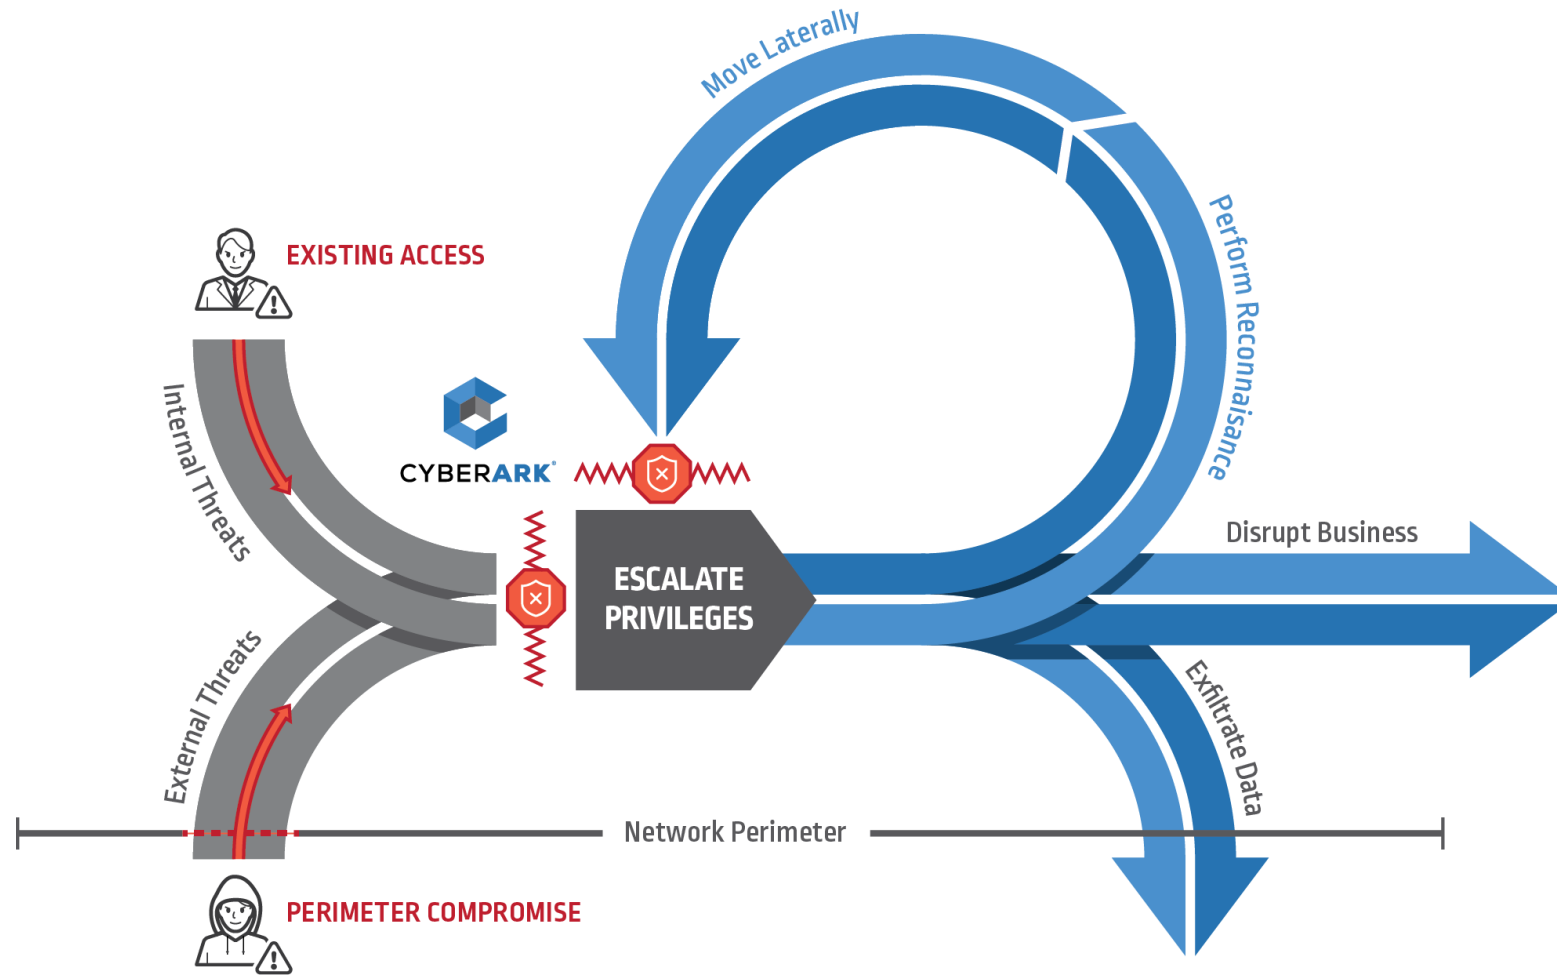 Move Laterally
Perform Reconnaisance
EXISTING ACCESS
Internal Threats
CYBERARK®
ESCALATE
PRIVILEGES
Disrupt Business
External Threats
Exfiltrate Data
Network Perimeter
PERIMETER COMPROMISE